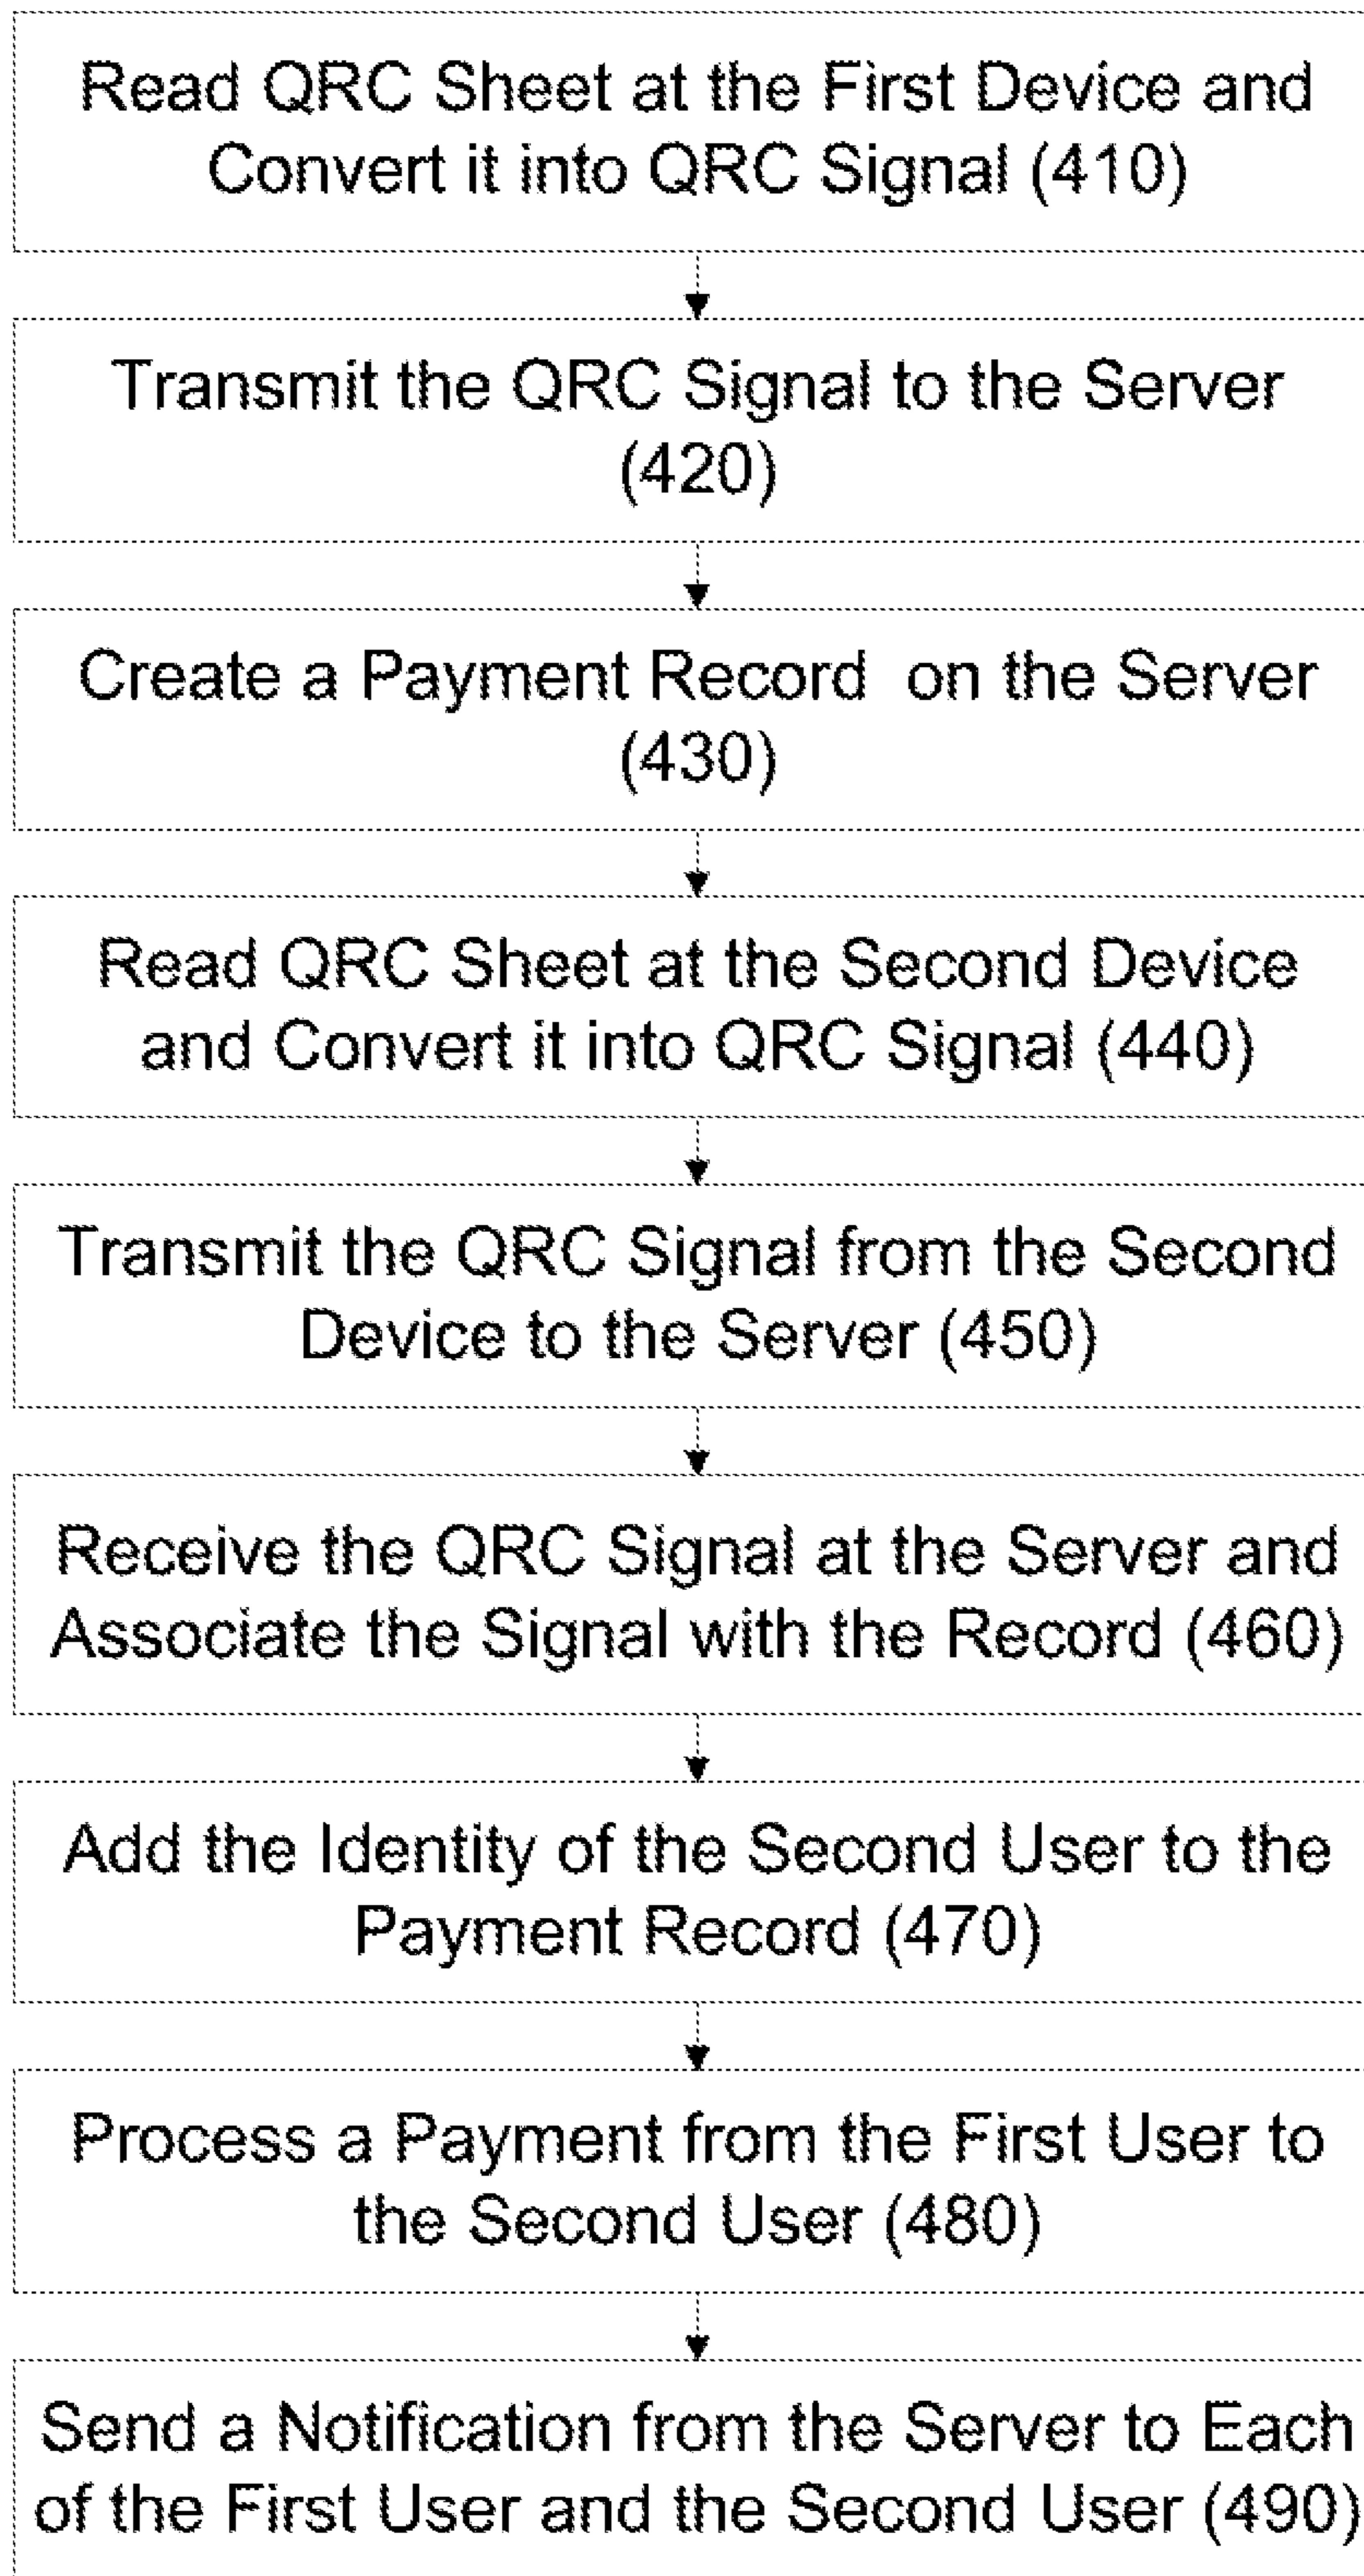 Read QRC Sheet at the First Device and
Convert it into QRC Signal (410)
Transmit the QRC Signal to the Server
(420)
Create a Payment Record on the Server
(430)
Read QRC Sheet at the Second Device
and Convert it into QRC Signal (440)
Transmit the QRC Signal from the Second
Device to the Server (450)
Receive the QRC Signal at the Server and
Associate the Signal with the Record (460)
Add the Identity of the Second User to the
Payment Record (470)
Process a Payment from the First User to
the Second User (480)
Send a Notification from the Server to Each
of the First User and the Second User (490)